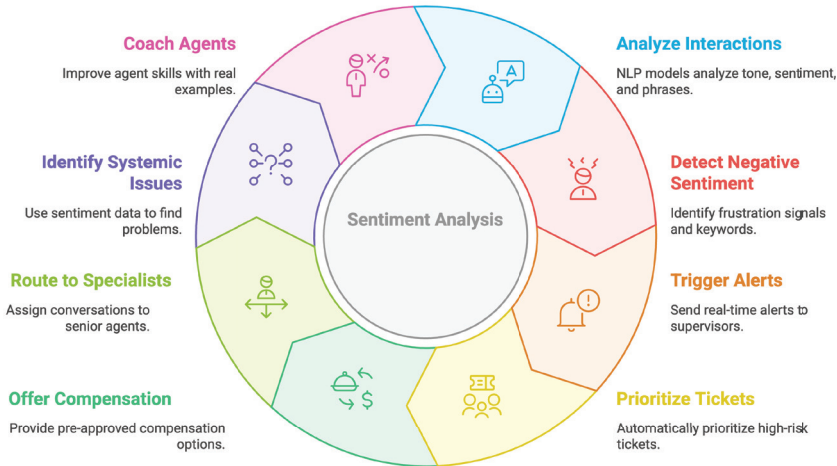 Coach Agents
Improve agent skills with real
examples.
Analyze Interactions
NLP models analyze tone, sentiment,
and phrases.
A
Identify Systemic
Issues
Use sentiment data to find
problems.
?
Detect Negative
Sentiment
Identify frustration signals
and keywords.
Sentiment Analysis
Route to Specialists
Assign conversations to
senior agents.
Trigger Alerts
Send real-time alerts to
supervisors.
!
Offer Compensation
Provide pre-approved compensation
options.
$
Prioritize Tickets
Automatically prioritize high-risk
tickets.